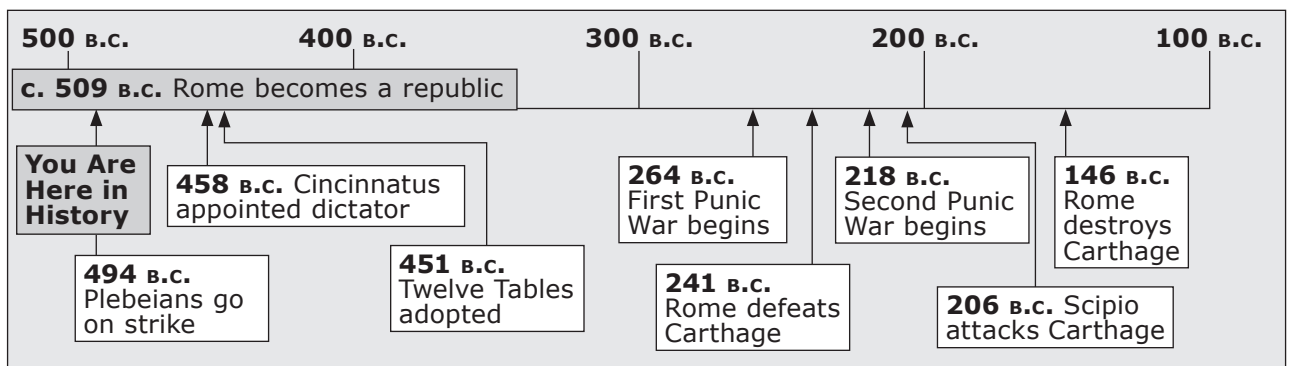 500 B.C.
400 B.C.
300 B.C.
200 B.C.
100 B.C.
c. 509 B.C. Rome becomes a republic
You Are
Here in
History
494 B.C.
Plebeians go
on strike
458 B.C. Cincinnatus
appointed dictator
451 B.C.
Twelve Tables
adopted
264 B.C.
First Punic
War begins
241 B.C.
Rome defeats
Carthage
218 B.C.
Second Punic
War begins
206 B.C. Scipio
attacks Carthage
146 B.C.
Rome
destroys
Carthage